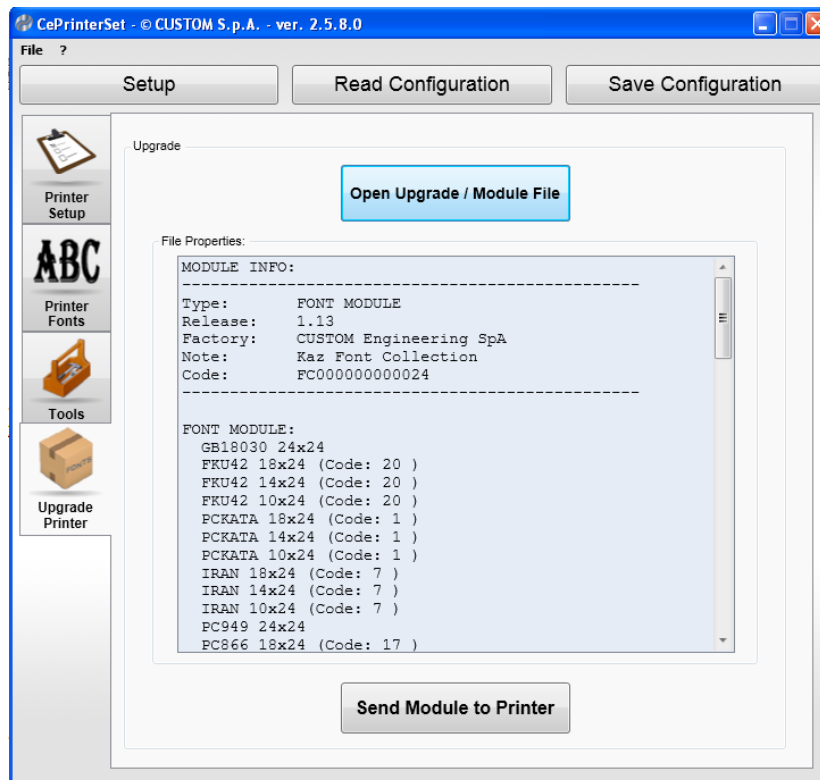 CePrinterSet - © CUSTOM S.p.A. - ver. 2.5.8.0
File ?
Setup Read Configuration Save Configuration
Printer
Setup
ABC
Printer
Fonts
Tools
FONTS
Upgrade
Printer
Upgrade
Open Upgrade / Module File
File Properties:
MODULE INFO:
------------------------------------------------
Type: FONT MODULE
Release: 1.13
Factory: CUSTOM Engineering SpA
Note: Kaz Font Collection
Code: FC000000000024
------------------------------------------------
FONT MODULE:
GB18030 24x24
FKU42 18x24 (Code: 20 )
FKU42 14x24 (Code: 20 )
FKU42 10x24 (Code: 20 )
PCKATA 18x24 (Code: 1 )
PCKATA 14x24 (Code: 1 )
PCKATA 10x24 (Code: 1 )
IRAN 18x24 (Code: 7 )
IRAN 14x24 (Code: 7 )
IRAN 10x24 (Code: 7 )
PC949 24x24
PC866 18x24 (Code: 17 )
Send Module to Printer